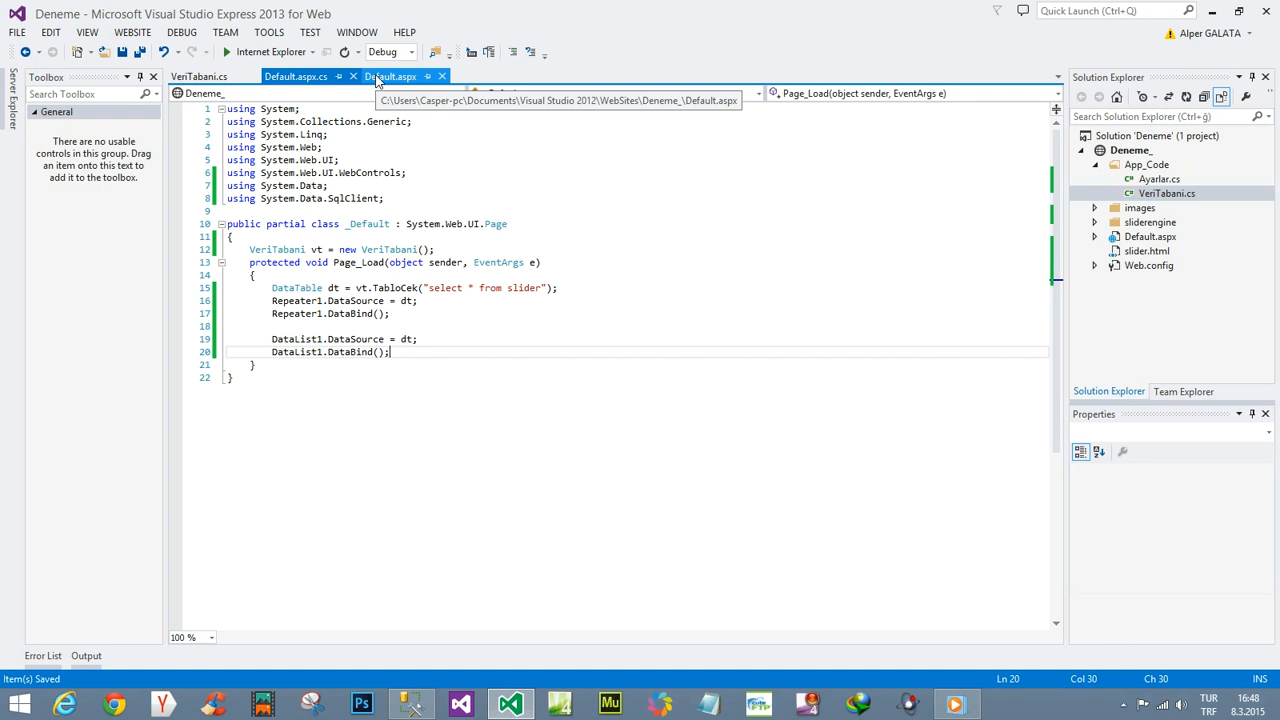 Deneme - Microsoft Visual Studio Express 2013 for Web
Quick Launch (Ctrl+Q)
FILE EDIT VIEW WEBSITE DEBUG TEAM TOOLS TEST WINDOW HELP
Alper GALATA
Internet Explorer
Debug
Server Explorer
Toolbox
Search Toolbox
General
There are no usable
controls in this group. Drag
an item onto this text to
add it to the toolbox.
VeriTabani.cs
Default.aspx.cs
Default.aspx
Deneme_
Page_Load(object sender, EventArgs e)
C:\Users\Casper-pc\Documents\Visual Studio 2012\WebSites\Deneme_\Default.aspx
1 using System;
2 using System.Collections.Generic;
3 using System.Linq;
4 using System.Web;
5 using System.Web.UI;
6 using System.Web.UI.WebControls;
7 using System.Data;
8 using System.Data.SqlClient;
9
10 public partial class _Default : System.Web.UI.Page
11 {
12 VeriTabani vt = new VeriTabani();
13 protected void Page_Load(object sender, EventArgs e)
14 {
15 DataTable dt = vt.TabloCek("select * from slider");
16 Repeater1.DataSource = dt;
17 Repeater1.DataBind();
18
19 DataList1.DataSource = dt;
20 DataList1.DataBind();
21 }
22 }
100 %
Solution Explorer
Search Solution Explorer (Ctrl+ğ)
Solution 'Deneme' (1 project)
Deneme_
App_Code
Ayarlar.cs
VeriTabani.cs
images
sliderengine
Default.aspx
slider.html
Web.config
Solution Explorer Team Explorer
Properties
Error List Output
Item(s) Saved
Ln 20 Col 30 Ch 30 INS
Ps
Mu
FTP
TUR
TRF
16:48
8.3.2015